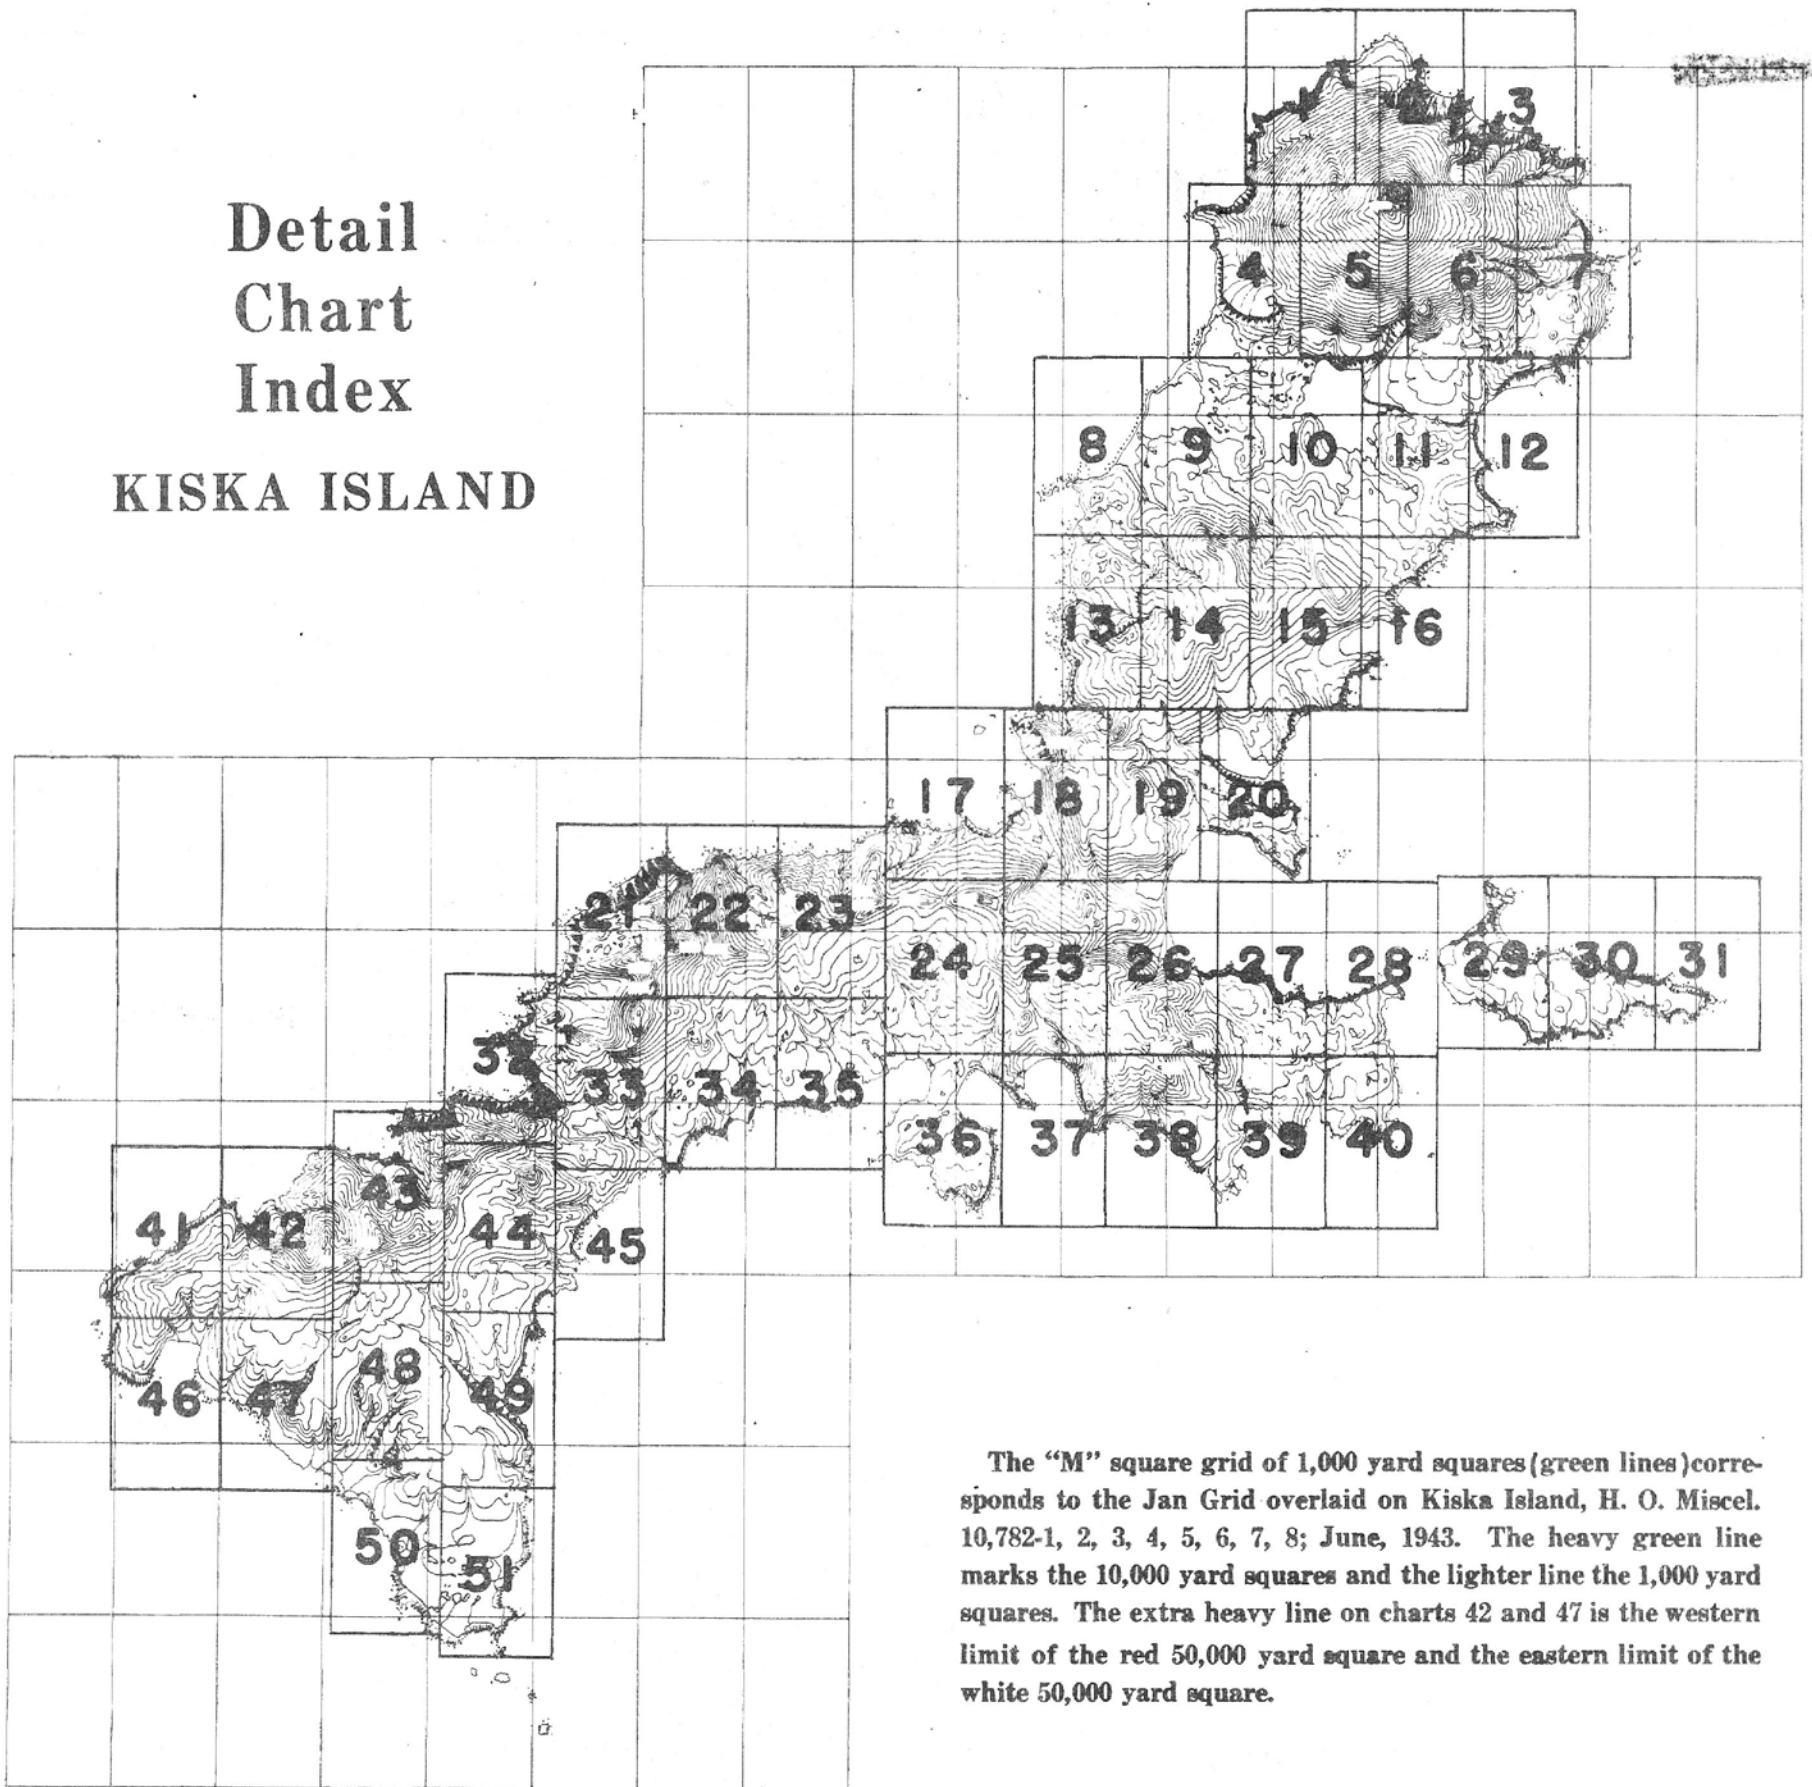 Detail
Chart
Index
KISKA ISLAND
1 2 3
4 5 6 7
8 9 10 11 12
13 14 15 16
17 18 19 20
21 22 23
24 25 26 27 28 29 30 31
32 33 34 35
36 37 38 39 40
41 42 43 44 45
46 47 48 49
50 51
The “M” square grid of 1,000 yard squares (green lines) corre-
sponds to the Jan Grid overlaid on Kiska Island, H. O. Miscel.
10,782-1, 2, 3, 4, 5, 6, 7, 8; June, 1943. The heavy green line
marks the 10,000 yard squares and the lighter line the 1,000 yard
squares. The extra heavy line on charts 42 and 47 is the western
limit of the red 50,000 yard square and the eastern limit of the
white 50,000 yard square.